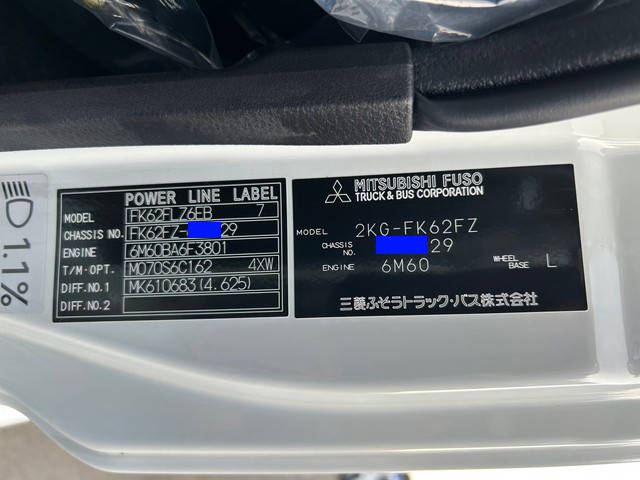 1.1%
POWER LINE LABEL
MODEL FK62FLZ6EB 7
CHASSIS NO. FK62FZ- 29
ENGINE 6M60BA6F3801
T/M-OPT. M070S6C162 4XW
DIFF.NO.1 MK610683(4.625)
DIFF.NO.2
MITSUBISHI FUSO
TRUCK & BUS CORPORATION
MODEL 2KG-FK62FZ
CHASSIS NO. 29
ENGINE 6M60 WHEEL BASE L
三菱ふそうトラック・バス株式会社